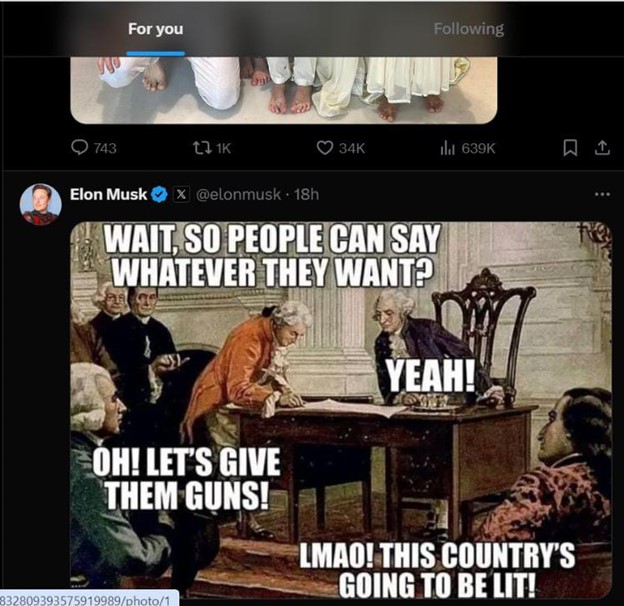 For you Following
743 1K 34K 639K
Elon Musk X @elonmusk · 18h
WAIT, SO PEOPLE CAN SAY
WHATEVER THEY WANT?
YEAH!
OH! LET'S GIVE
THEM GUNS!
LMAO! THIS COUNTRY'S
GOING TO BE LIT!
832809393575919989/photo/1